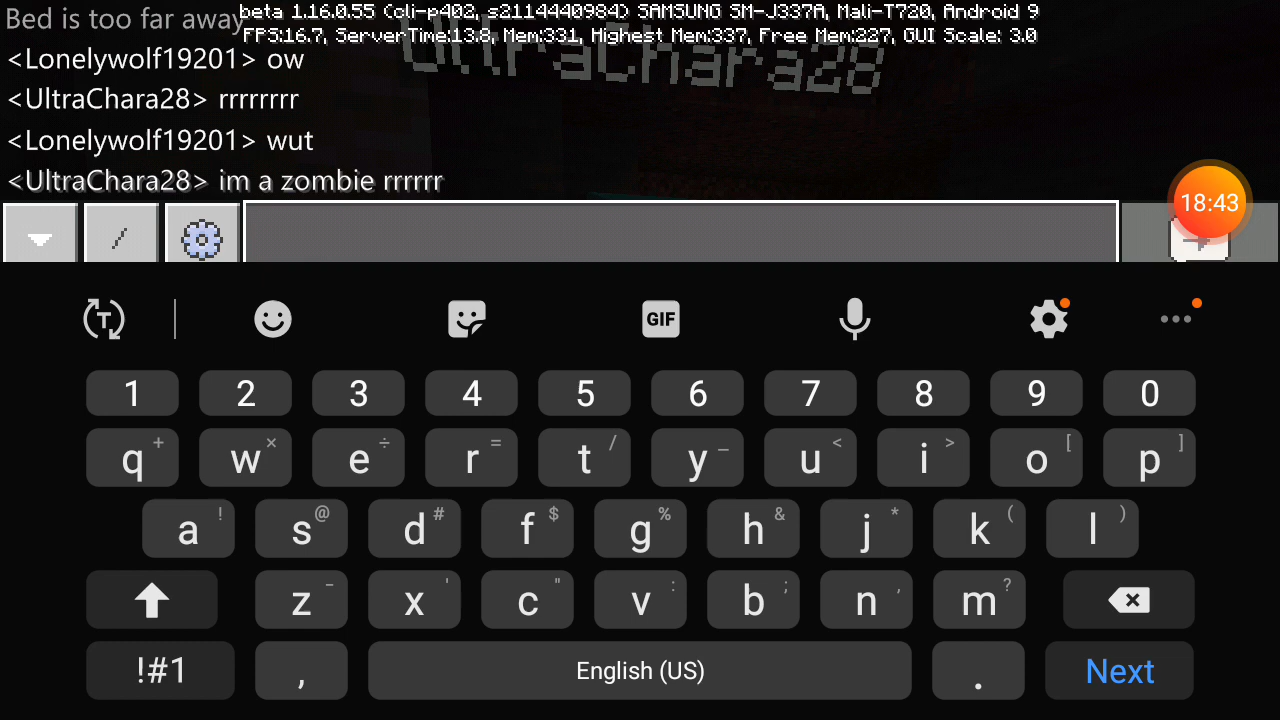 beta 1.16.0.55 (cli-p402, s2114440984) SAMSUNG SM-J337A, Mali-T720, Android 9
FPS:16.7, ServerTime:13.8, Mem:331, Highest Mem:337, Free Mem:227, GUI Scale: 3.0
Bed is too far away
UltraChara28
<Lonelywolf19201> ow
<UltraChara28> rrrrrrrr
<Lonelywolf19201> wut
<UltraChara28> im a zombie rrrrrr
/
18:43
T GIF
1 2 3 4 5 6 7 8 9 0
q + w × e ÷ r = t / y _ u < i > o [ p ]
a ! s @ d # f $ g % h & j * k ( l )
z - x ' c " v : b ; n , m ?
!#1 , English (US) . Next